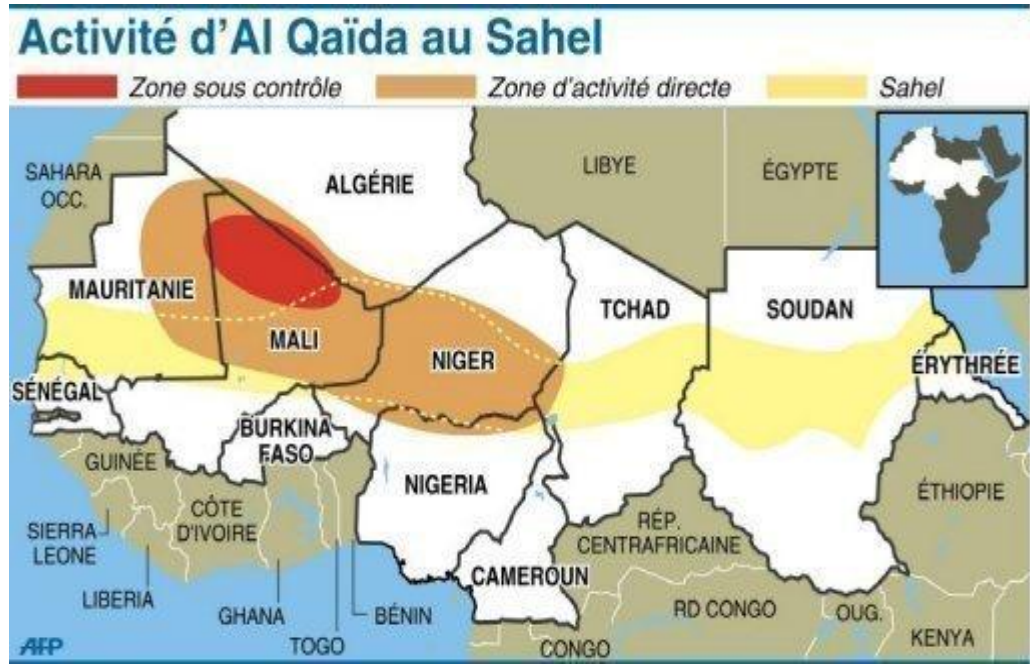 Activité d'Al Qaïda au Sahel
Zone sous contrôle
Zone d'activité directe
Sahel
SAHARA
OCC.
ALGÉRIE
LIBYE
ÉGYPTE
MAURITANIE
MALI
NIGER
TCHAD
SOUDAN
ÉRYTHRÉE
SÉNÉGAL
BURKINA
FASO
GUINÉE
NIGERIA
CÔTE
D'IVOIRE
SIERRA
LEONE
RÉP.
CENTRAFRICAINE
ÉTHIOPIE
CAMEROUN
LIBERIA
GHANA
TOGO
BÉNIN
CONGO
RD CONGO
OUG.
KENYA
AFP